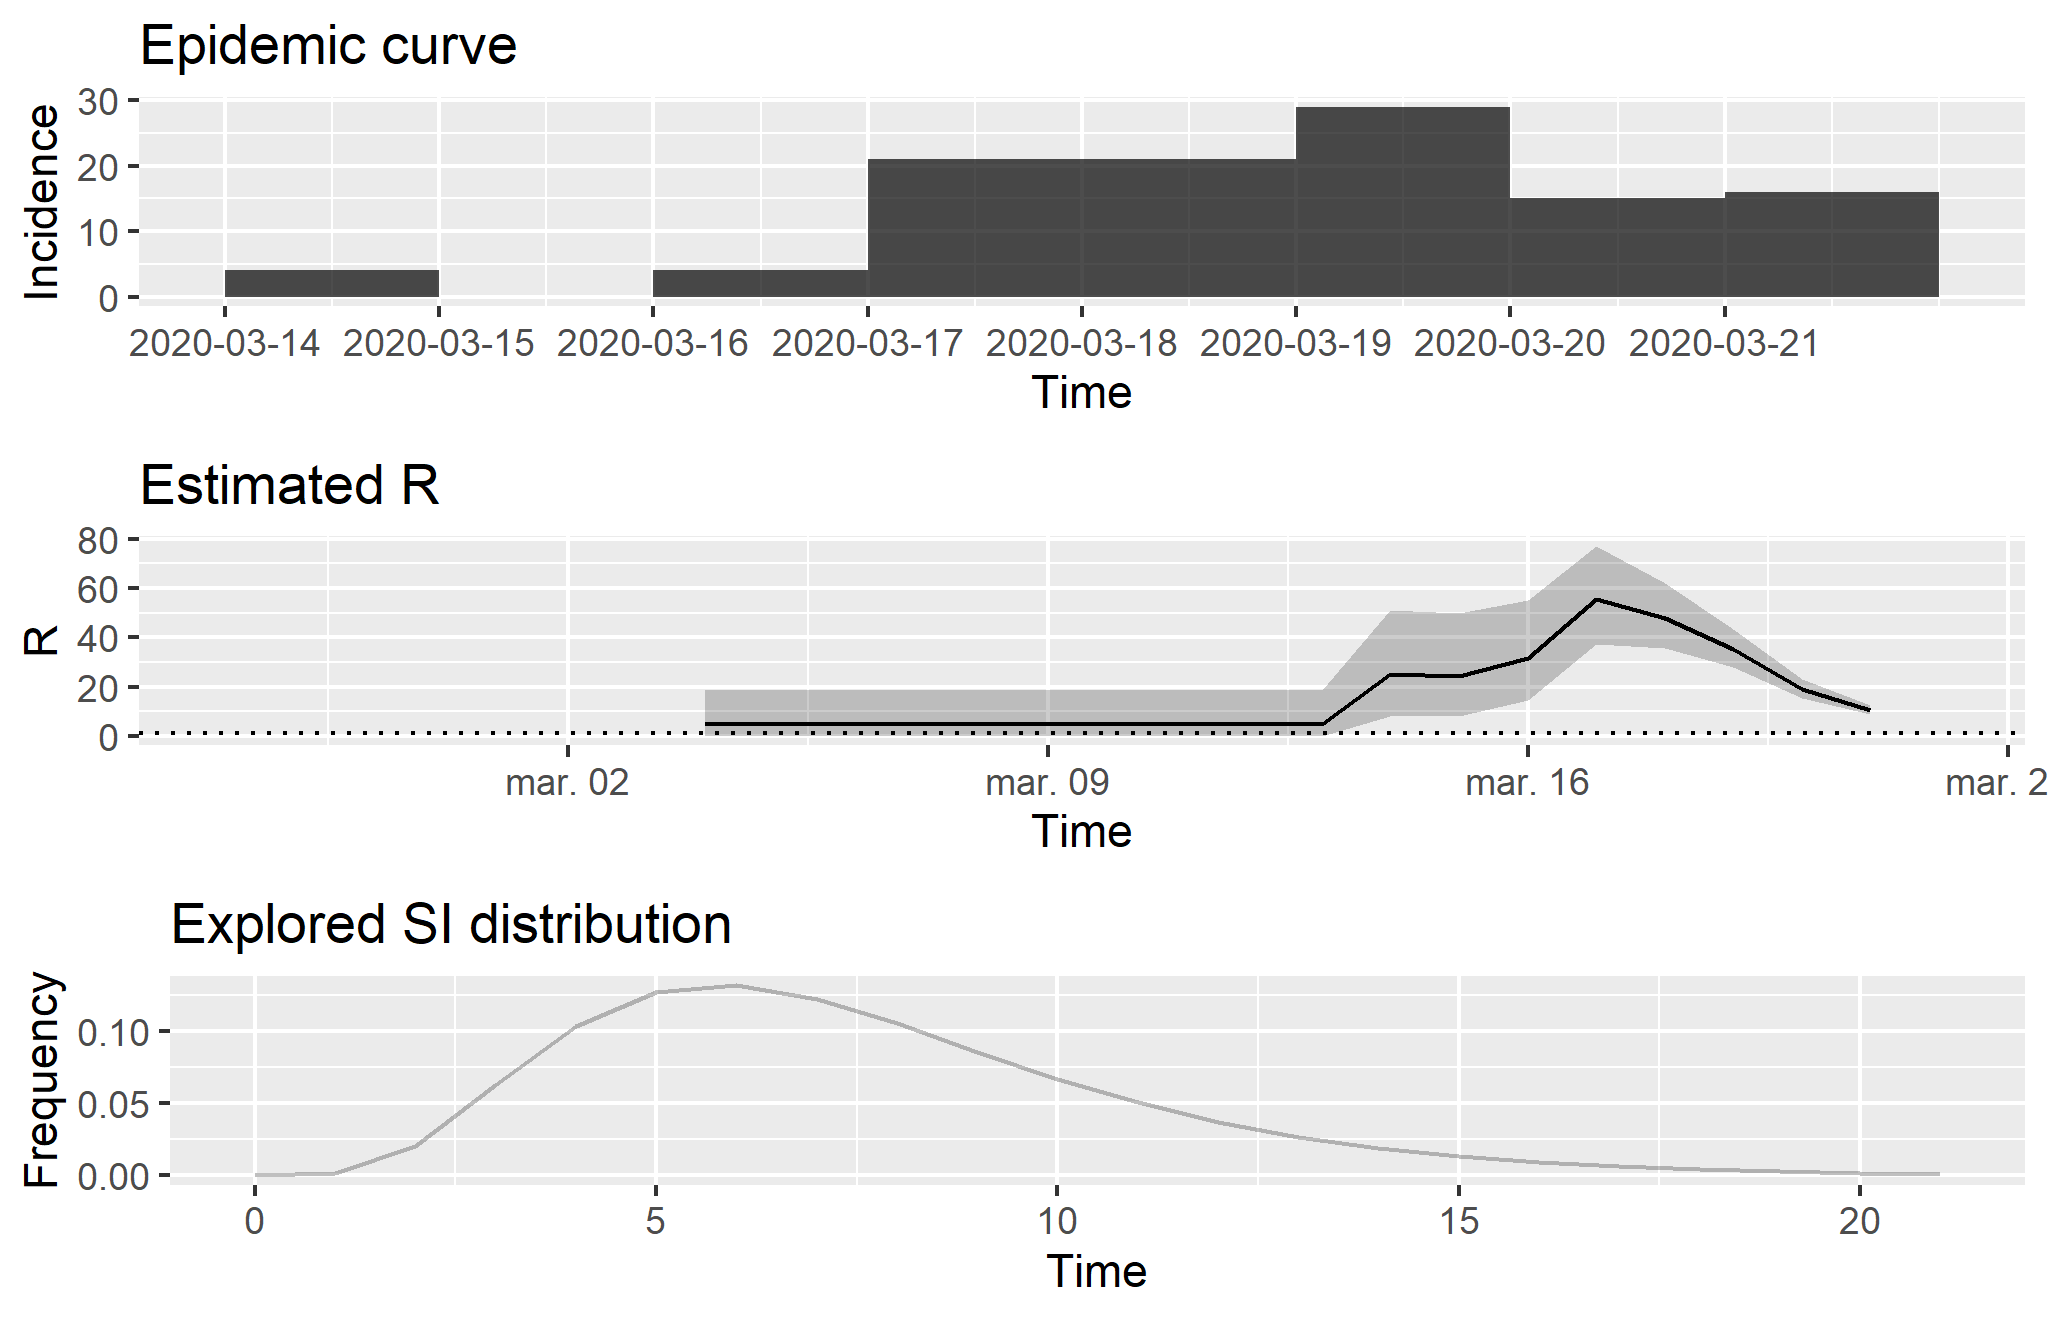 Epidemic curve
Incidence
30
20
10
0
2020-03-14 2020-03-15 2020-03-16 2020-03-17 2020-03-18 2020-03-19 2020-03-20 2020-03-21
Time
Estimated R
R
80
60
40
20
0
mar. 02 mar. 09 mar. 16 mar. 2
Time
Explored SI distribution
Frequency
0.10
0.05
0.00
0 5 10 15 20
Time